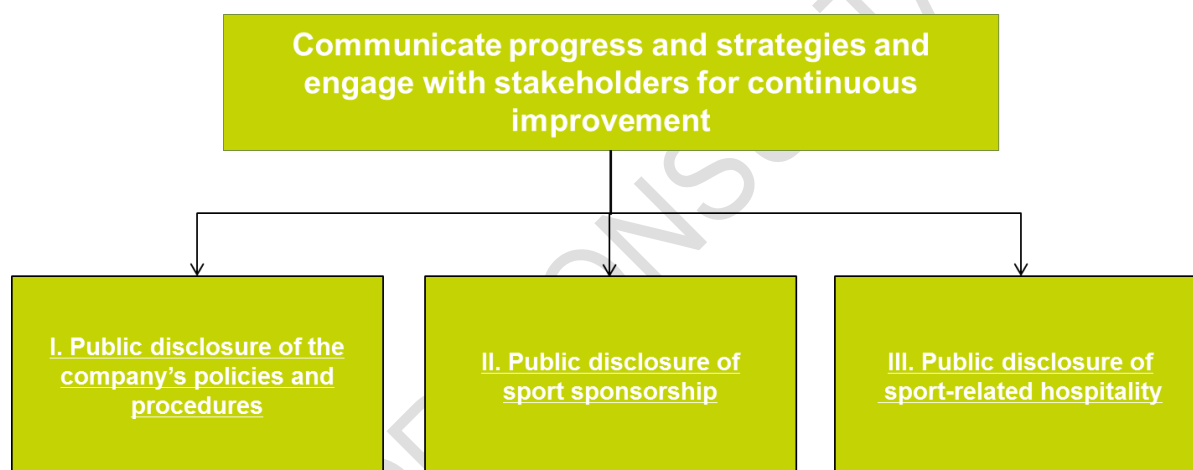 Communicate progress and strategies and
engage with stakeholders for continuous
improvement
I. Public disclosure of the
company's policies and
procedures
II. Public disclosure of
sport sponsorship
III. Public disclosure of
sport-related hospitality